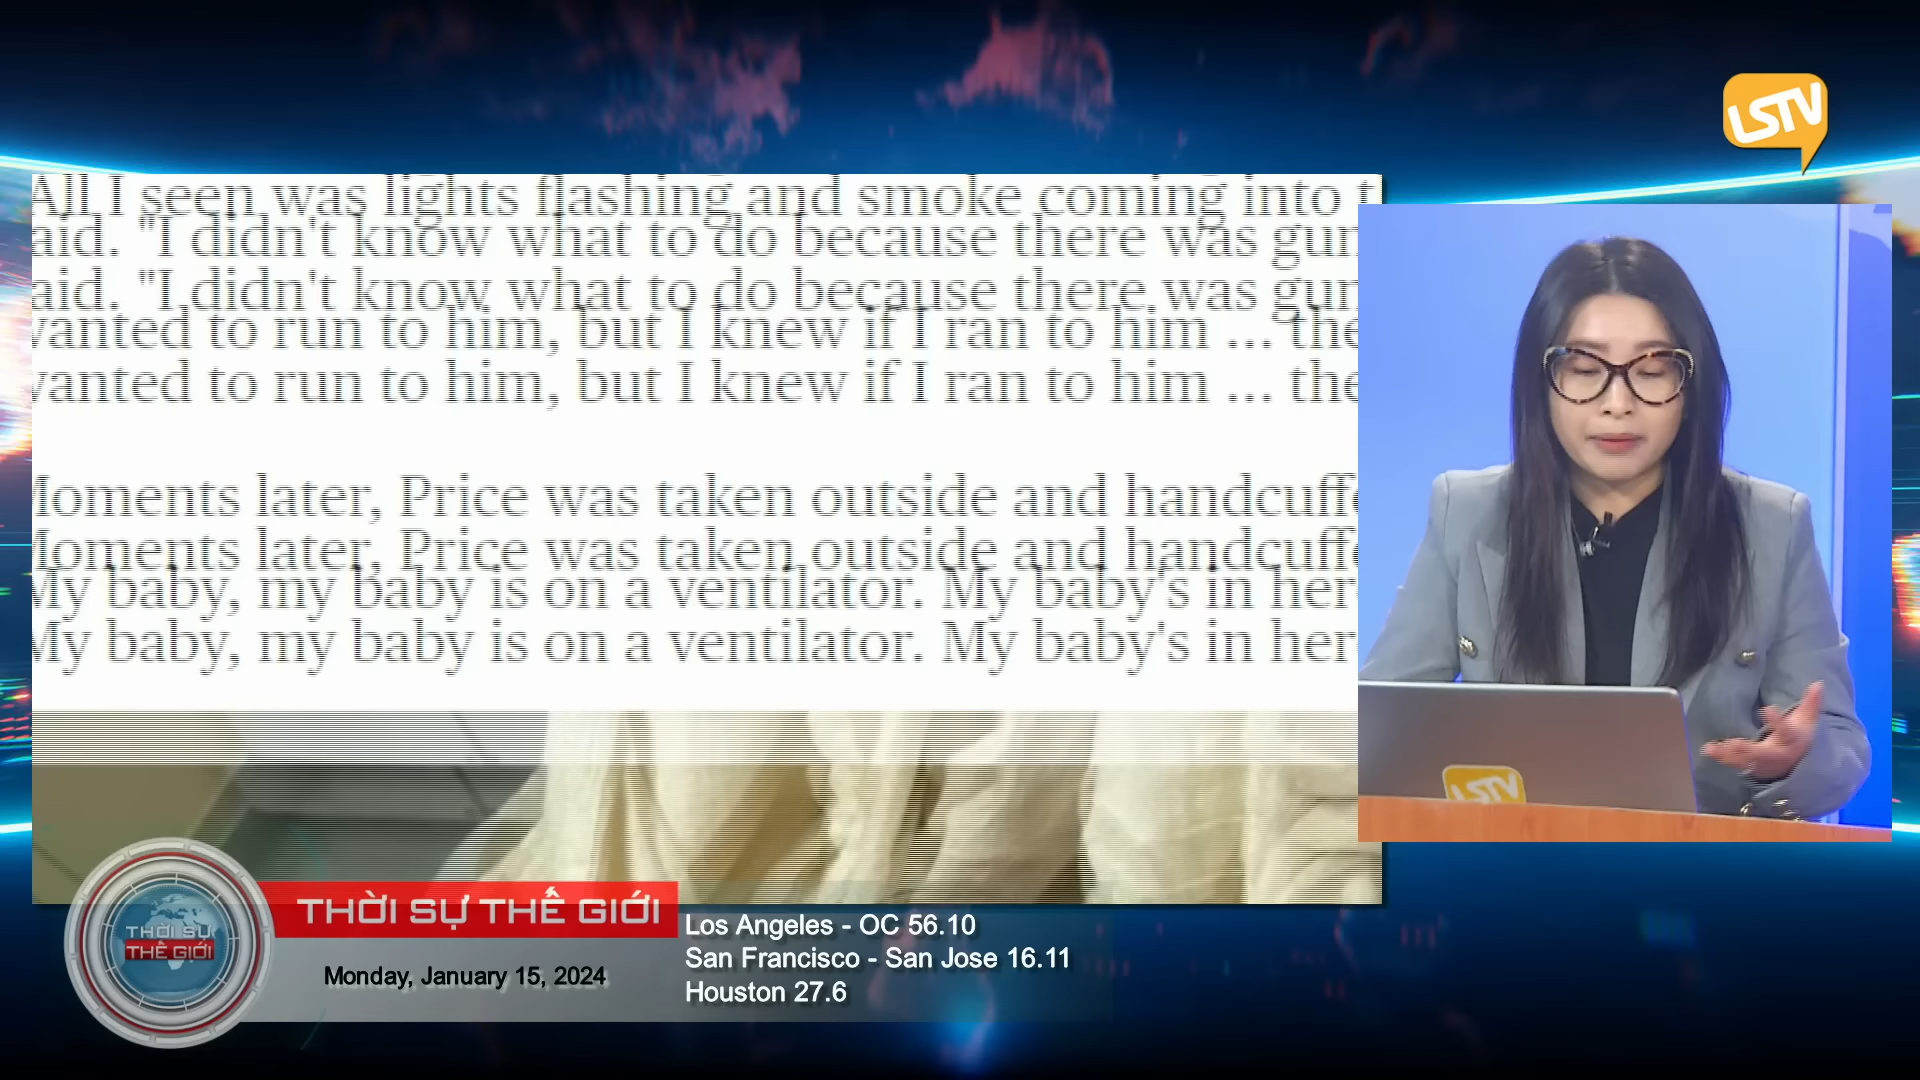 LSTV
All I seen was lights flashing and smoke coming into t
aid. "I didn't know what to do because there was gun
aid. "I didn't know what to do because there was gun
wanted to run to him, but I knew if I ran to him ... the
wanted to run to him, but I knew if I ran to him ... the
Moments later, Price was taken outside and handcuffe
Moments later, Price was taken outside and handcuffe
My baby, my baby is on a ventilator. My baby's in her
My baby, my baby is on a ventilator. My baby's in her
LSTV
THỜI SỰ THẾ GIỚI
THỜI SỰ
THẾ GIỚI
Monday, January 15, 2024
Los Angeles - OC 56.10
San Francisco - San Jose 16.11
Houston 27.6